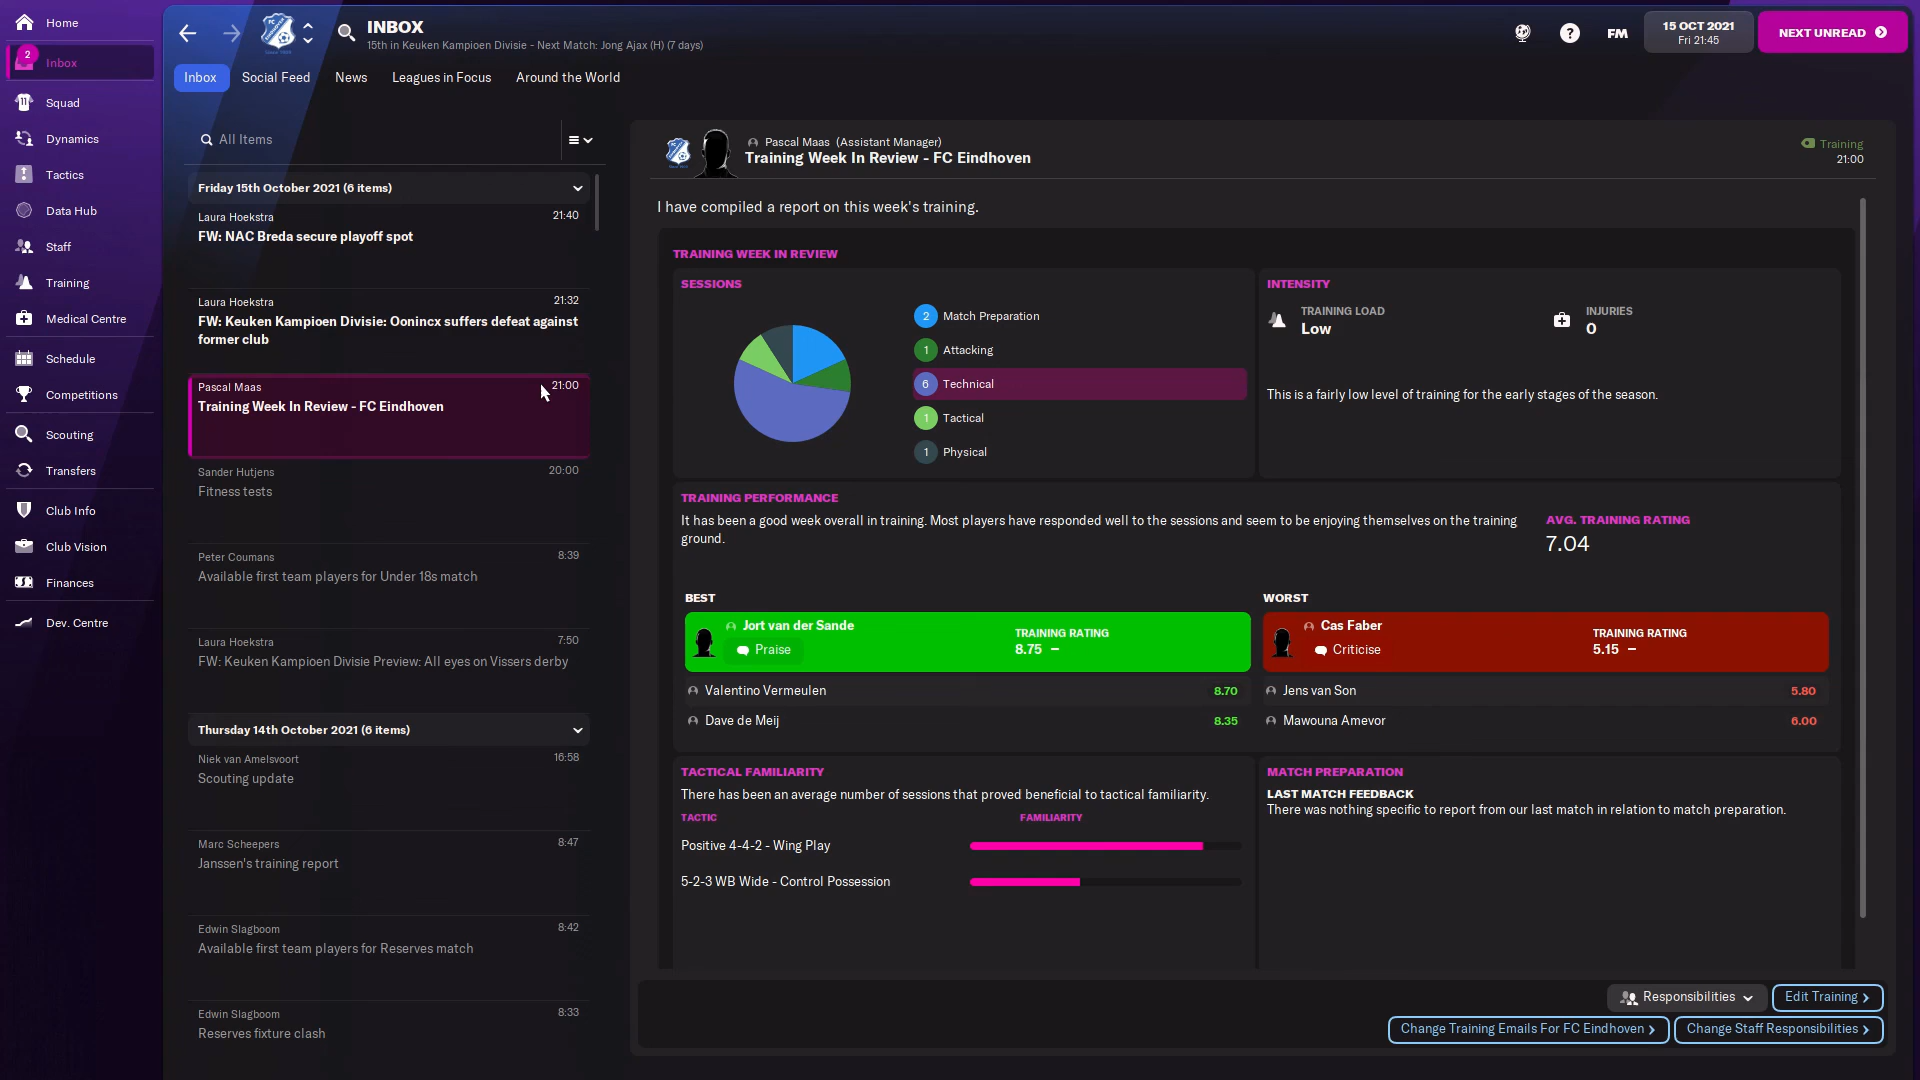 Home
2
Inbox
Squad
Dynamics
Tactics
Data Hub
Staff
Training
Medical Centre
Schedule
Competitions
Scouting
Transfers
Club Info
Club Vision
Finances
Dev. Centre
INBOX
15th in Keuken Kampioen Divisie - Next Match: Jong Ajax (H) (7 days)
FM
15 OCT 2021
Fri 21:45
NEXT UNREAD
Inbox
Social Feed
News
Leagues in Focus
Around the World
All Items
Friday 15th October 2021 (6 items)
Laura Hoekstra
21:40
FW: NAC Breda secure playoff spot
Laura Hoekstra
21:32
FW: Keuken Kampioen Divisie: Oonincx suffers defeat against
former club
Pascal Maas
21:00
Training Week In Review - FC Eindhoven
Sander Hutjens
20:00
Fitness tests
Peter Coumans
8:39
Available first team players for Under 18s match
Laura Hoekstra
7:50
FW: Keuken Kampioen Divisie Preview: All eyes on Vissers derby
Thursday 14th October 2021 (6 items)
Niek van Amelsvoort
16:58
Scouting update
Marc Scheepers
8:47
Janssen's training report
Edwin Slagboom
8:42
Available first team players for Reserves match
Edwin Slagboom
8:33
Reserves fixture clash
Pascal Maas (Assistant Manager)
Training Week In Review - FC Eindhoven
Training
21:00
I have compiled a report on this week's training.
TRAINING WEEK IN REVIEW
SESSIONS
2 Match Preparation
1 Attacking
6 Technical
1 Tactical
1 Physical
INTENSITY
TRAINING LOAD
Low
INJURIES
0
This is a fairly low level of training for the early stages of the season.
TRAINING PERFORMANCE
It has been a good week overall in training. Most players have responded well to the sessions and seem to be enjoying themselves on the training
ground.
AVG. TRAINING RATING
7.04
BEST
Jort van der Sande
Praise
TRAINING RATING
8.75 –
Valentino Vermeulen 8.70
Dave de Meij 8.35
WORST
Cas Faber
Criticise
TRAINING RATING
5.15 –
Jens van Son 5.80
Mawouna Amevor 6.00
TACTICAL FAMILIARITY
There has been an average number of sessions that proved beneficial to tactical familiarity.
TACTIC FAMILIARITY
Positive 4-4-2 - Wing Play
5-2-3 WB Wide - Control Possession
MATCH PREPARATION
LAST MATCH FEEDBACK
There was nothing specific to report from our last match in relation to match preparation.
Responsibilities
Edit Training
Change Training Emails For FC Eindhoven
Change Staff Responsibilities